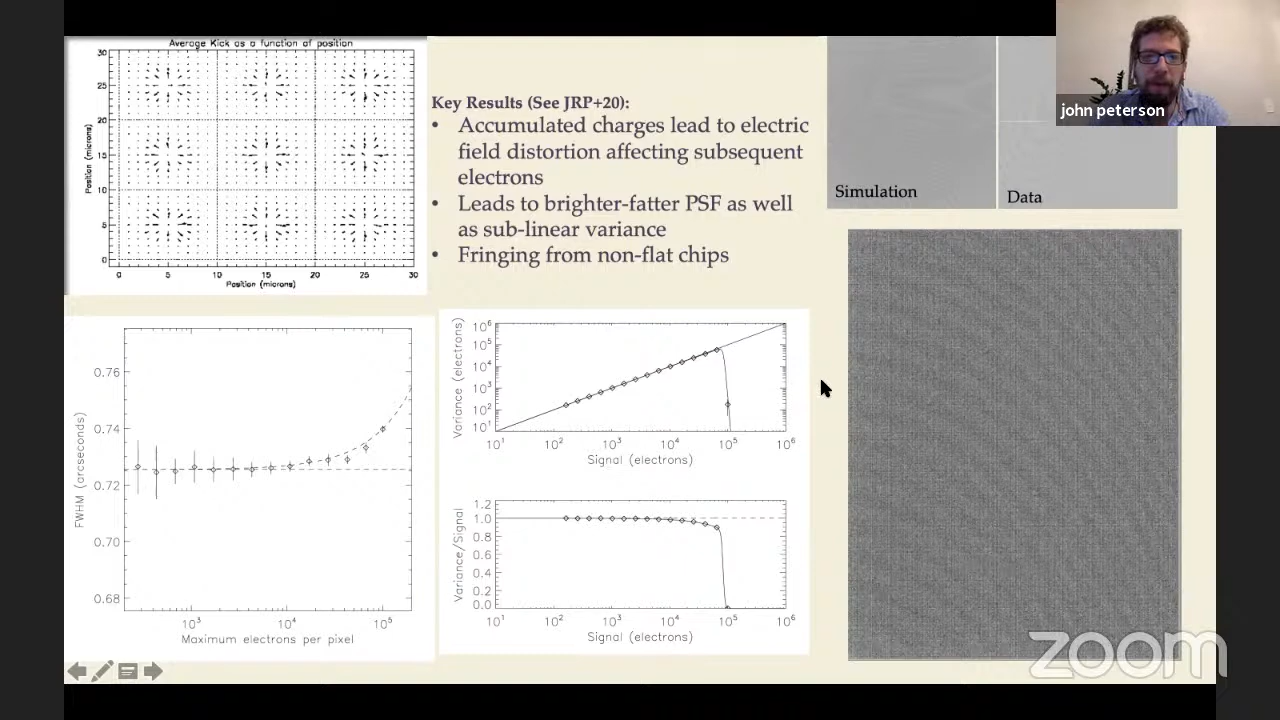 Average Kick as a function of position
Position (microns)
30
25
20
15
10
5
0
0 5 10 15 20 25 30
Position (microns)
Key Results (See JRP+20):
• Accumulated charges lead to electric
field distortion affecting subsequent
electrons
• Leads to brighter-fatter PSF as well
as sub-linear variance
• Fringing from non-flat chips
Simulation
Data
john peterson
FWHM (arcseconds)
0.76
0.74
0.72
0.70
0.68
10³ 10⁴ 10⁵
Maximum electrons per pixel
Variance (electrons)
10⁶
10⁵
10⁴
10³
10²
10¹
10¹ 10² 10³ 10⁴ 10⁵ 10⁶
Signal (electrons)
Variance/Signal
1.2
1.0
0.8
0.6
0.4
0.2
0.0
10¹ 10² 10³ 10⁴ 10⁵ 10⁶
Signal (electrons)
zoom